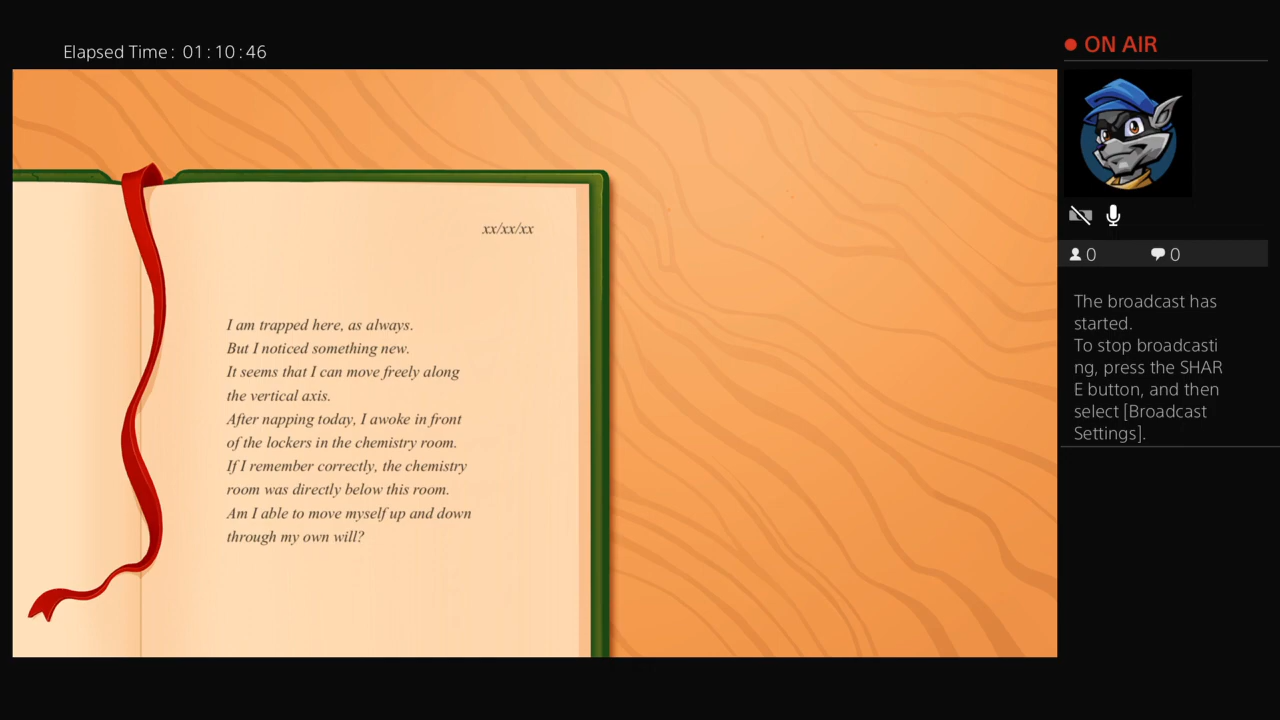 Elapsed Time: 01:10:46
ON AIR
xx/xx/xx
I am trapped here, as always.
But I noticed something new.
It seems that I can move freely along
the vertical axis.
After napping today, I awoke in front
of the lockers in the chemistry room.
If I remember correctly, the chemistry
room was directly below this room.
Am I able to move myself up and down
through my own will?
0 0
The broadcast has
started.
To stop broadcasti
ng, press the SHAR
E button, and then
select [Broadcast
Settings].